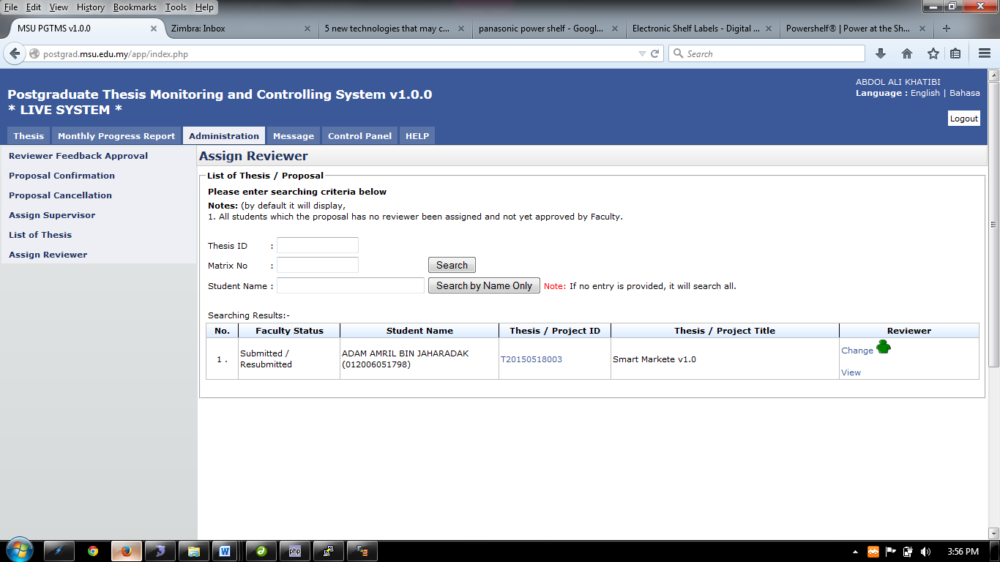 File Edit View History Bookmarks Tools Help
MSU PGTMS v1.0.0
Zimbra: Inbox
5 new technologies that may c...
panasonic power shelf - Googl...
Electronic Shelf Labels - Digital ...
Powershelf® | Power at the Sh...
postgrad.msu.edu.my/app/index.php
Search
ABDOL ALI KHATIBI
Language : English | Bahasa
Postgraduate Thesis Monitoring and Controlling System v1.0.0
* LIVE SYSTEM *
Logout
Thesis Monthly Progress Report Administration Message Control Panel HELP
Reviewer Feedback Approval
Proposal Confirmation
Proposal Cancellation
Assign Supervisor
List of Thesis
Assign Reviewer
Assign Reviewer
List of Thesis / Proposal
Please enter searching criteria below
Notes: (by default it will display,
1. All students which the proposal has no reviewer been assigned and not yet approved by Faculty.
Thesis ID :
Matrix No : Search
Student Name : Search by Name Only Note: If no entry is provided, it will search all.
Searching Results:-
No. Faculty Status Student Name Thesis / Project ID Thesis / Project Title Reviewer
1 . Submitted / Resubmitted ADAM AMRIL BIN JAHARADAK (012006051798) T20150518003 Smart Markete v1.0 Change
View
php
3:56 PM